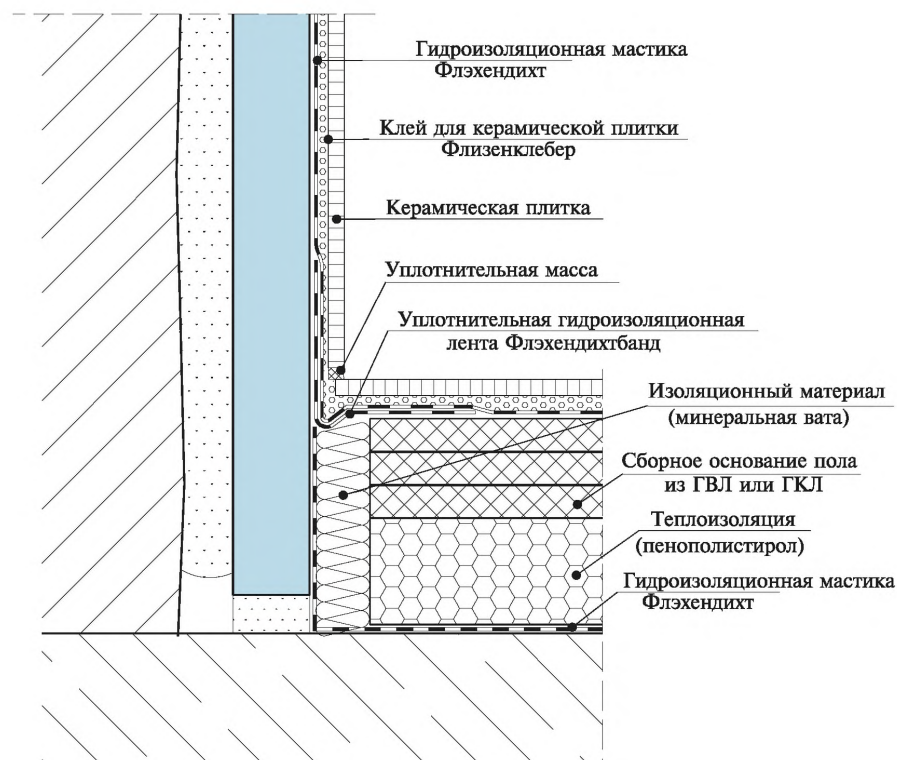 Гидроизоляционная мастика
Флэхендихт
Клей для керамической плитки
Флизенклебер
Керамическая плитка
Уплотнительная масса
Уплотнительная гидроизоляционная
лента Флэхендихтбанд
Изоляционный материал
(минеральная вата)
Сборное основание пола
из ГВЛ или ГКЛ
Теплоизоляция
(пенополистирол)
Гидроизоляционная мастика
Флэхендихт